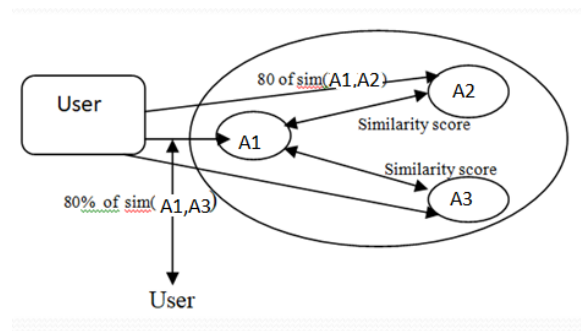 80 of sim(A1,A2)
User
A2
Similarity score
A1
Similarity score
80% of sim( A1,A3)
A3
User